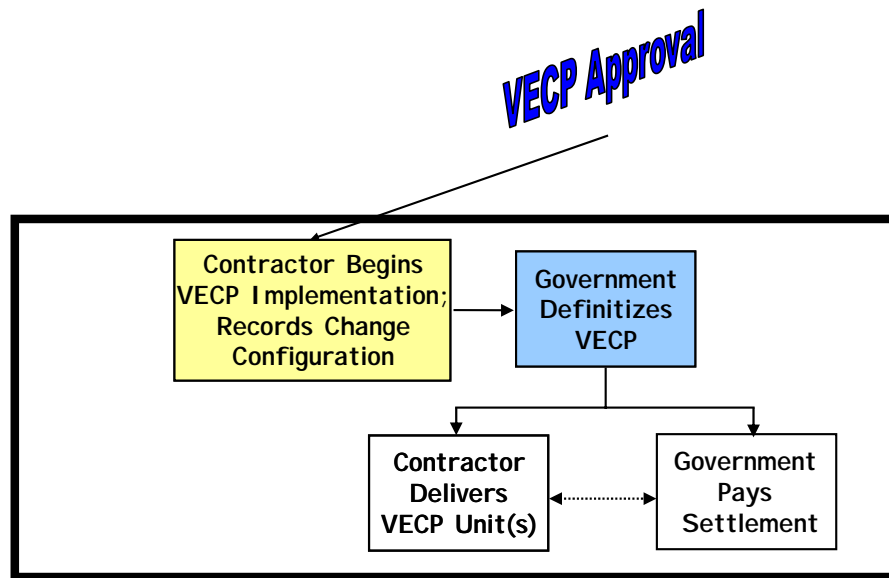 VECP Approval
Contractor Begins
VECP Implementation;
Records Change
Configuration
Government
Definitizes
VECP
Contractor
Delivers
VECP Unit(s)
Government
Pays
Settlement